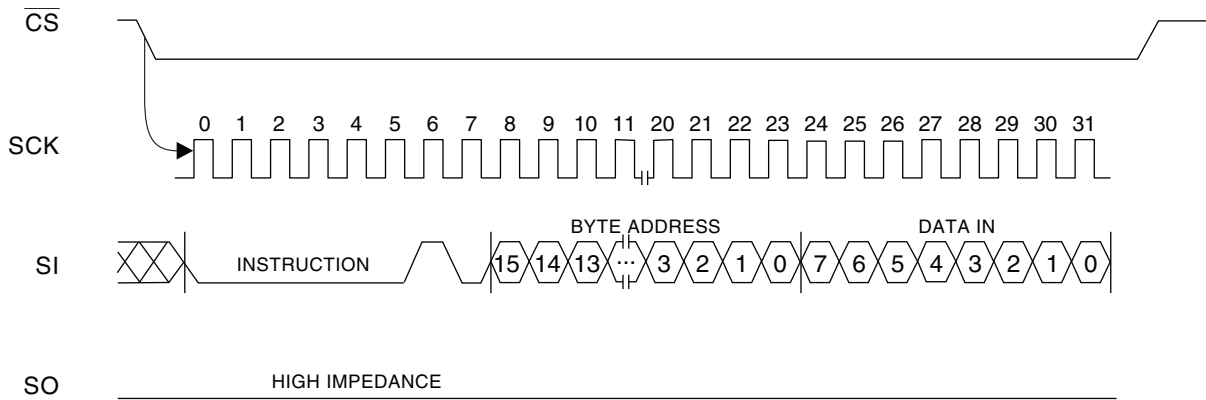 CS
0 1 2 3 4 5 6 7 8 9 10 11 20 21 22 23 24 25 26 27 28 29 30 31
SCK
BYTE ADDRESS DATA IN
SI INSTRUCTION 15 14 13 ... 3 2 1 0 7 6 5 4 3 2 1 0
HIGH IMPEDANCE
SO